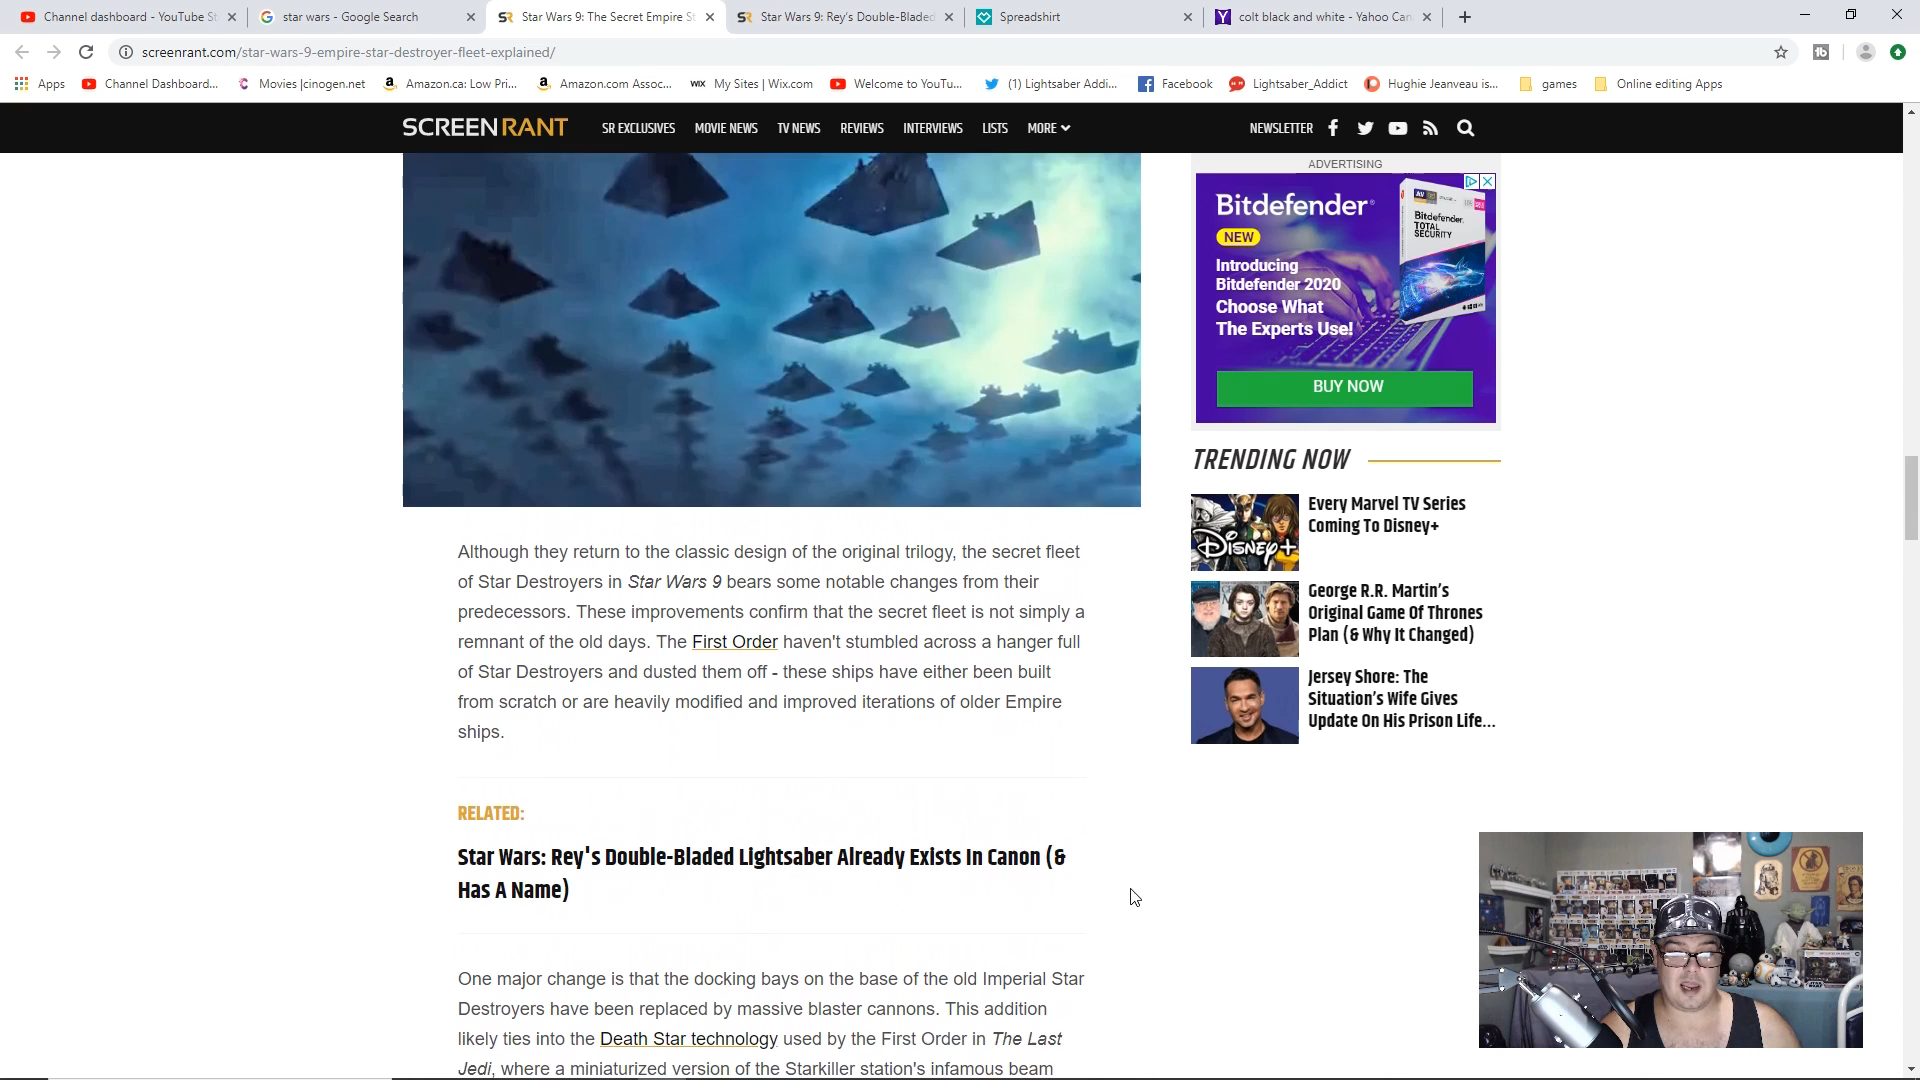 Channel dashboard - YouTube St
star wars - Google Search
Star Wars 9: The Secret Empire St
Star Wars 9: Rey's Double-Bladed
Spreadshirt
colt black and white - Yahoo Can
screenrant.com/star-wars-9-empire-star-destroyer-fleet-explained/
Apps
Channel Dashboard...
Movies |cinogen.net
Amazon.ca: Low Pri...
Amazon.com Assoc...
WIX My Sites | Wix.com
Welcome to YouTu...
(1) Lightsaber Addi...
Facebook
Lightsaber_Addict
Hughie Jeanveau is...
games
Online editing Apps
SCREENRANT
SR EXCLUSIVES
MOVIE NEWS
TV NEWS
REVIEWS
INTERVIEWS
LISTS
MORE
NEWSLETTER
Although they return to the classic design of the original trilogy, the secret fleet
of Star Destroyers in Star Wars 9 bears some notable changes from their
predecessors. These improvements confirm that the secret fleet is not simply a
remnant of the old days. The First Order haven't stumbled across a hanger full
of Star Destroyers and dusted them off - these ships have either been built
from scratch or are heavily modified and improved iterations of older Empire
ships.
RELATED:
Star Wars: Rey's Double-Bladed Lightsaber Already Exists In Canon (&
Has A Name)
One major change is that the docking bays on the base of the old Imperial Star
Destroyers have been replaced by massive blaster cannons. This addition
likely ties into the Death Star technology used by the First Order in The Last
Jedi, where a miniaturized version of the Starkiller station's infamous beam
ADVERTISING
Bitdefender
NEW
Introducing
Bitdefender 2020
Choose What
The Experts Use!
Bitdefender
TOTAL
SECURITY
BUY NOW
TRENDING NOW
Disney+
Every Marvel TV Series
Coming To Disney+
George R.R. Martin's
Original Game Of Thrones
Plan (& Why It Changed)
Jersey Shore: The
Situation's Wife Gives
Update On His Prison Life...